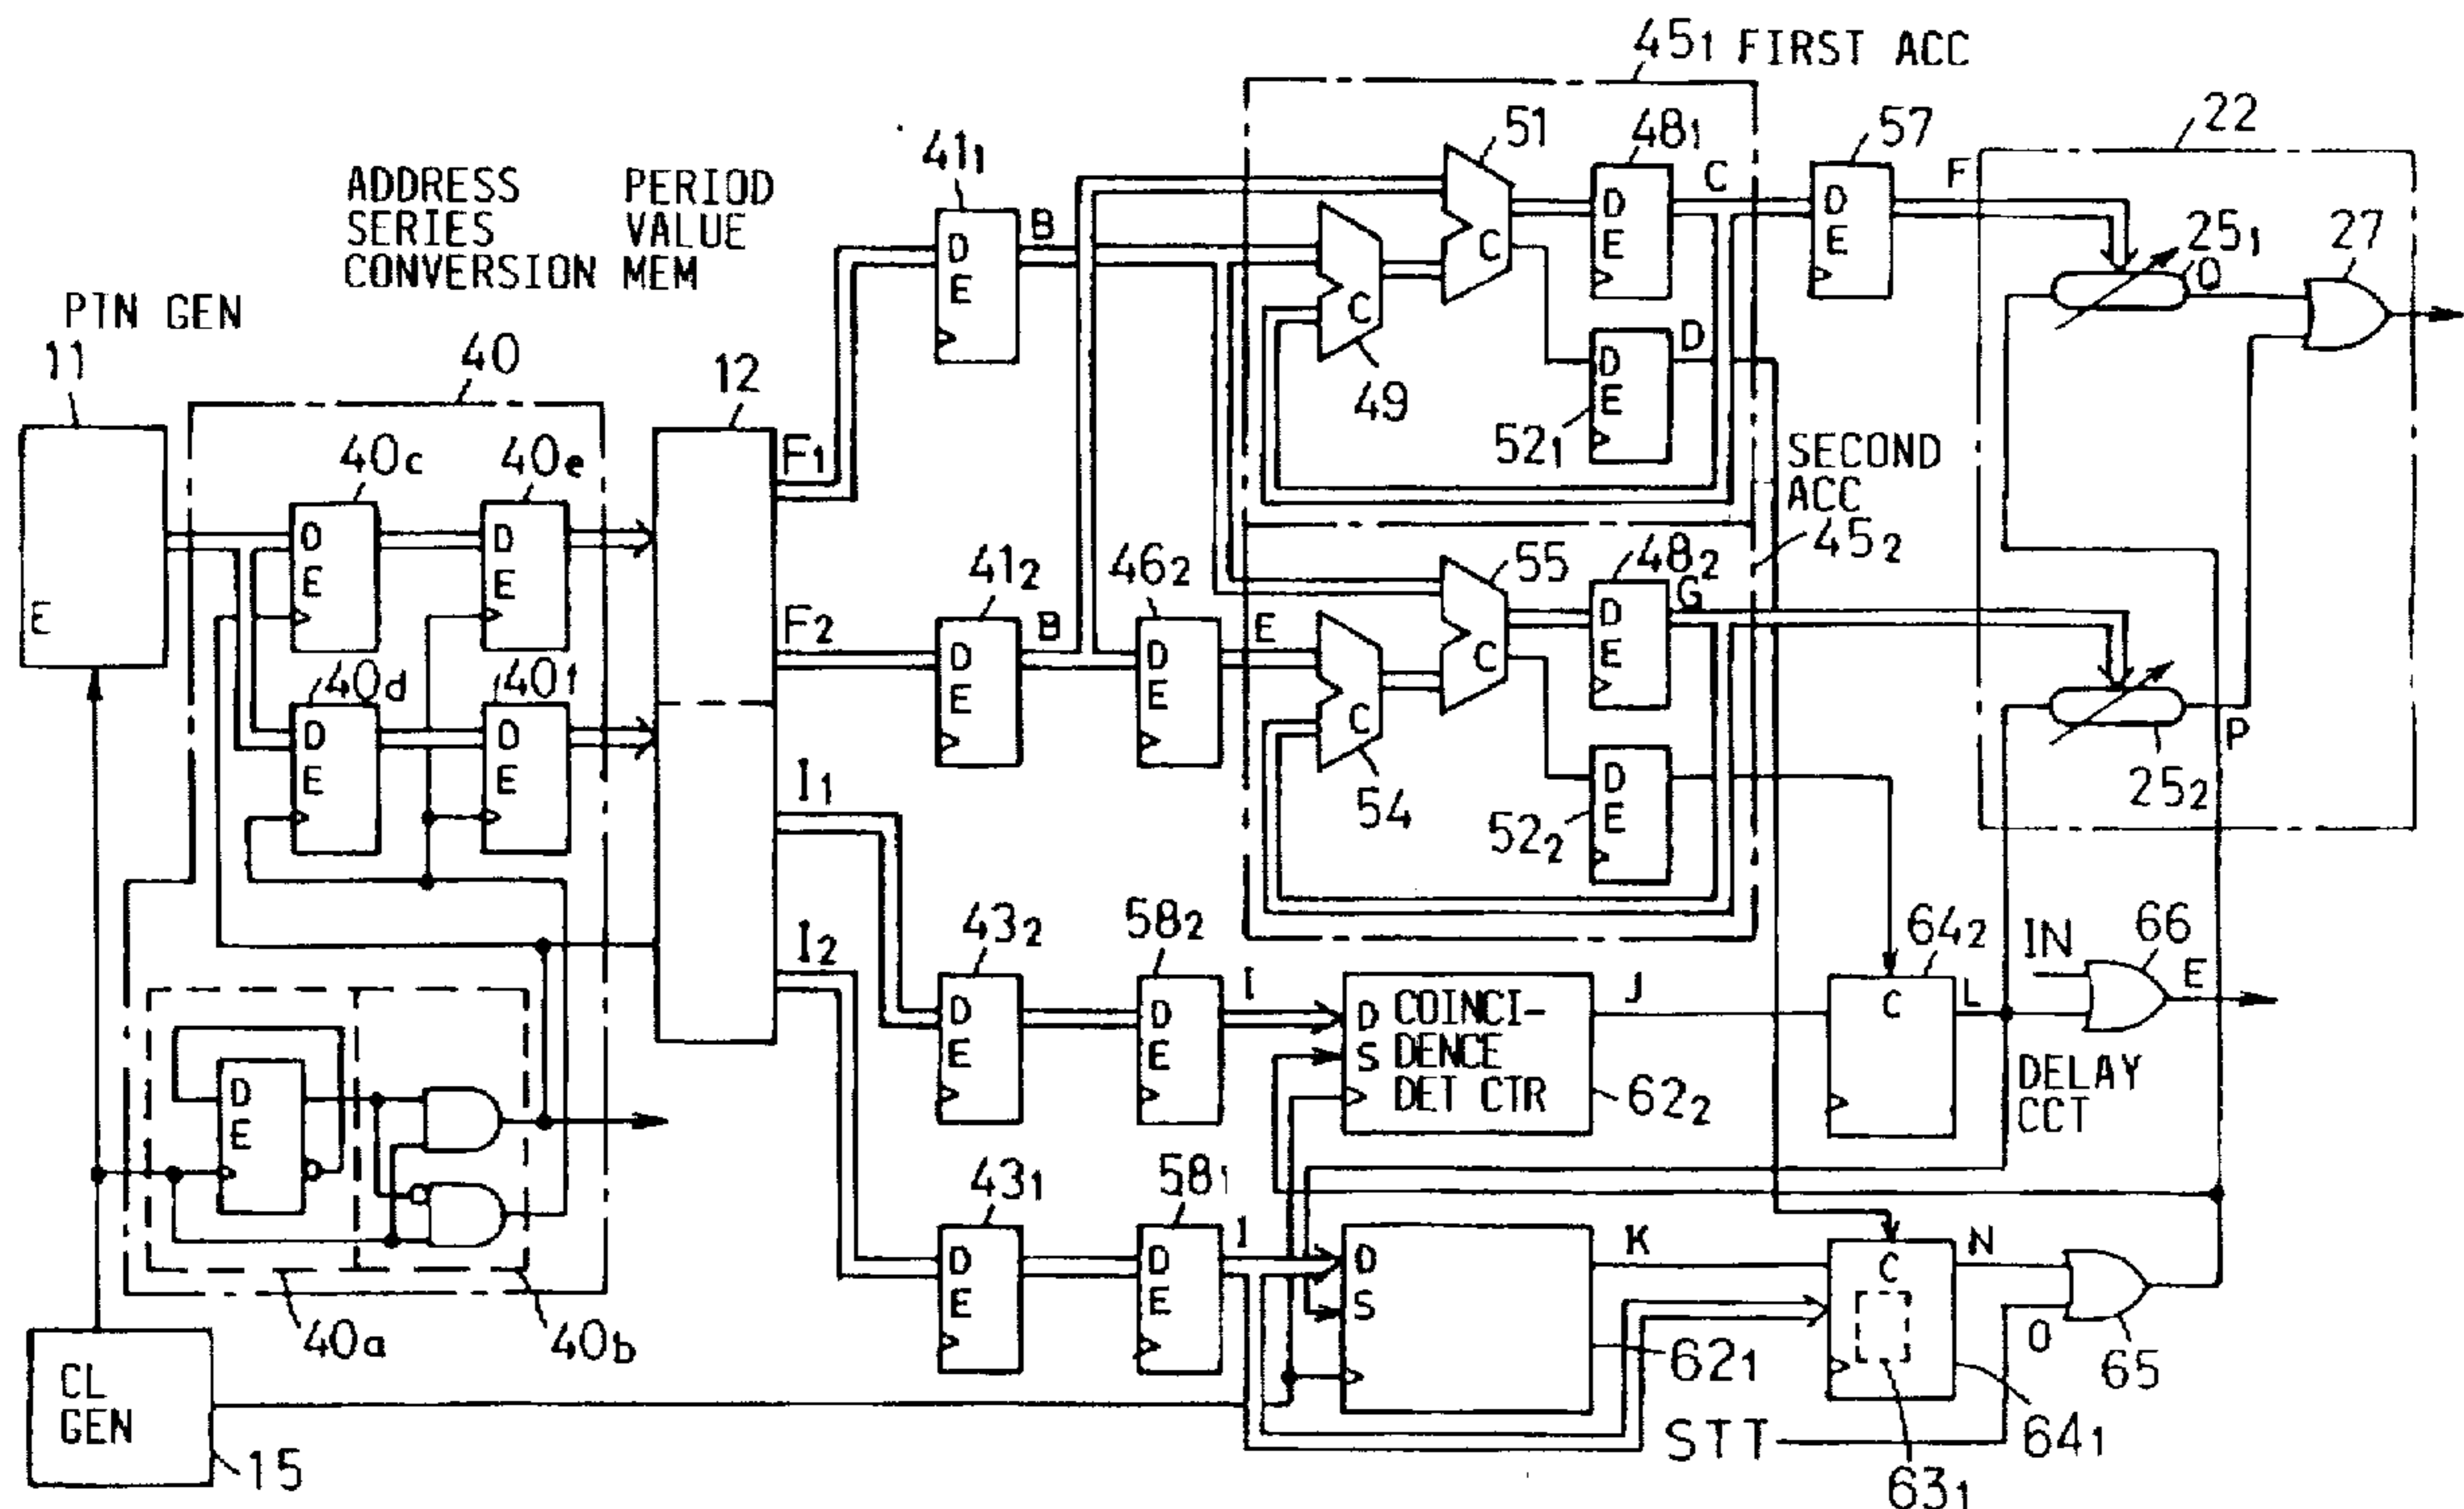 45₁ FIRST ACC
51
48₁
57
22
41₁
ADDRESS
SERIES
CONVERSION
PERIOD
VALUE
MEM
B
D
E
C
C
D
E
C
D
E
F
25₁
O
27
PTN GEN
11
E
40
12
49
D
E
D
52₁
F₁
40c
40e
O
E
D
E
SECOND
ACC
45₂
F₂
41₂
46₂
55
48₂
D
E
B
D
E
E
C
C
D
E
G
P
25₂
40d
40f
D
E
D
E
54
D
E
52₂
I₁
I₂
43₂
58₂
D
E
D
E
I
D
S
COINCI-
DENCE
DET CTR
62₂
J
64₂
C
L
IN
66
E
DELAY
CCT
D
E
40a
40b
43₁
58₁
D
E
D
E
I
D
S
K
62₁
C
N
O
65
64₁
63₁
STT
CL
GEN
15